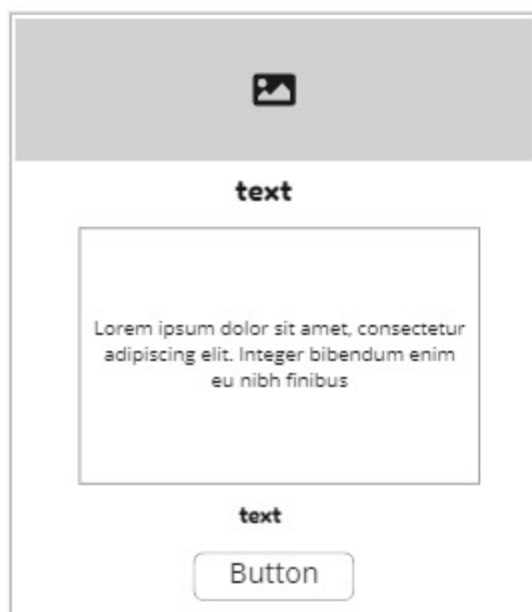 text
Lorem ipsum dolor sit amet, consectetur
adipiscing elit. Integer bibendum enim
eu nibh finibus
text
Button